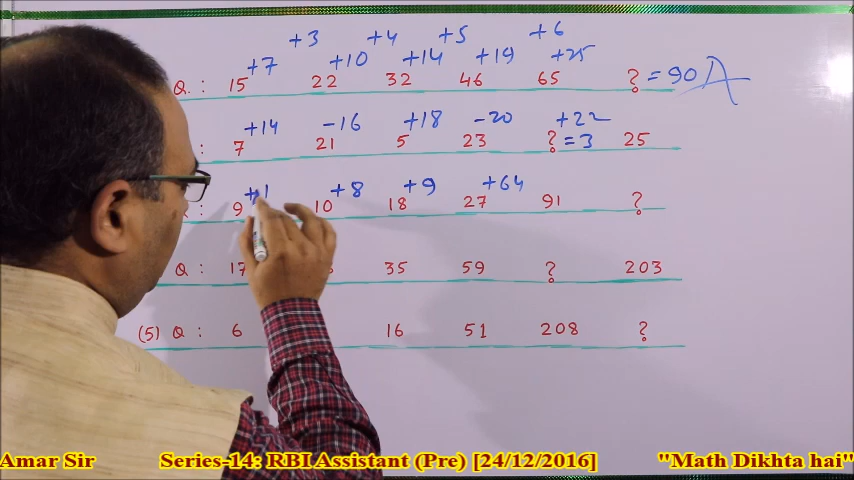 +3 +4 +5 +6
+7 +10 +14 +19 +25
Q. : 15 22 32 46 65 ? = 90 A
+14 -16 +18 -20 +22
: 7 21 5 23 ? = 3 25
+1 +8 +9 +64
: 9 10 18 27 91 ?
Q : 17 35 59 ? 203
(5) Q : 6 16 51 208 ?
Amar Sir Series-14: RBI Assistant (Pre) [24/12/2016] "Math Dikhta hai"